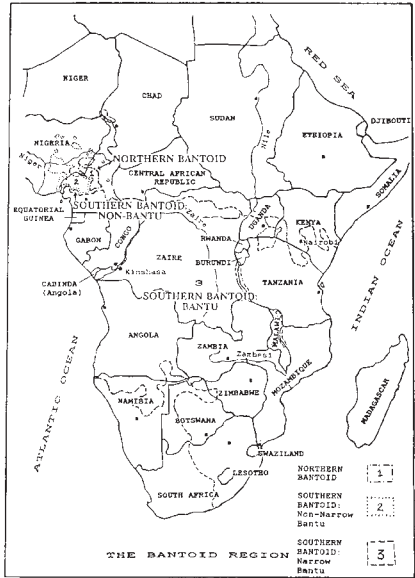 RED SEA
NIGER
CHAD
SUDAN
DJIBOUTI
NIGERIA
Niger
Nile
ETHIOPIA
NORTHERN BANTOID
1
2
CENTRAL AFRICAN
REPUBLIC
SOMALIA
EQUATORIAL
GUINEA
SOUTHERN BANTOID:
NON-BANTU
Zaire
UGANDA
KENYA
GABON
CONGO
RWANDA
Nairobi
ZAIRE
BURUNDI
Kinshasa
CABINDA
(Angola)
3
TANZANIA
SOUTHERN BANTOID:
BANTU
INDIAN OCEAN
ANGOLA
MALAWI
ZAMBIA
Zambesi
MOZAMBIQUE
ATLANTIC OCEAN
NAMIBIA
ZIMBABWE
MADAGASCAR
BOTSWANA
SWAZILAND
LESOTHO
SOUTH AFRICA
NORTHERN
BANTOID
1
SOUTHERN
BANTOID:
Non-Narrow
Bantu
2
SOUTHERN
BANTOID:
Narrow
Bantu
3
THE BANTOID REGION